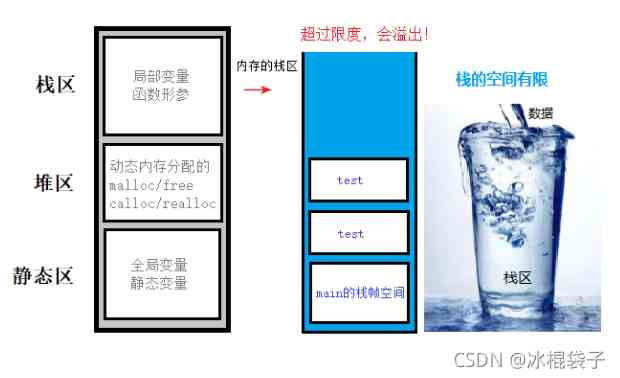 栈区
局部变量
函数形参
堆区
动态内存分配的
malloc/free
calloc/realloc
静态区
全局变量
静态变量
内存的栈区
超过限度，会溢出！
test
test
main的栈帧空间
栈的空间有限
数据
栈区
CSDN @冰棍袋子